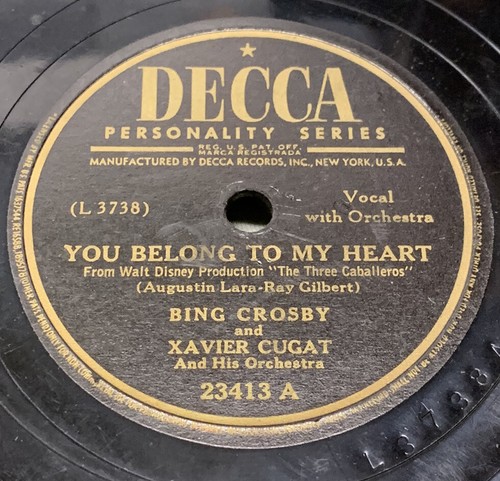 DECCA
PERSONALITY SERIES
REG. U.S. PAT. OFF.
MARCA REGISTRADA
MANUFACTURED BY DECCA RECORDS, INC., NEW YORK, U.S.A.
(L 3738)
Vocal
with Orchestra
YOU BELONG TO MY HEART
From Walt Disney Production "The Three Caballeros"
(Augustin Lara-Ray Gilbert)
BING CROSBY
and
XAVIER CUGAT
And His Orchestra
23413 A